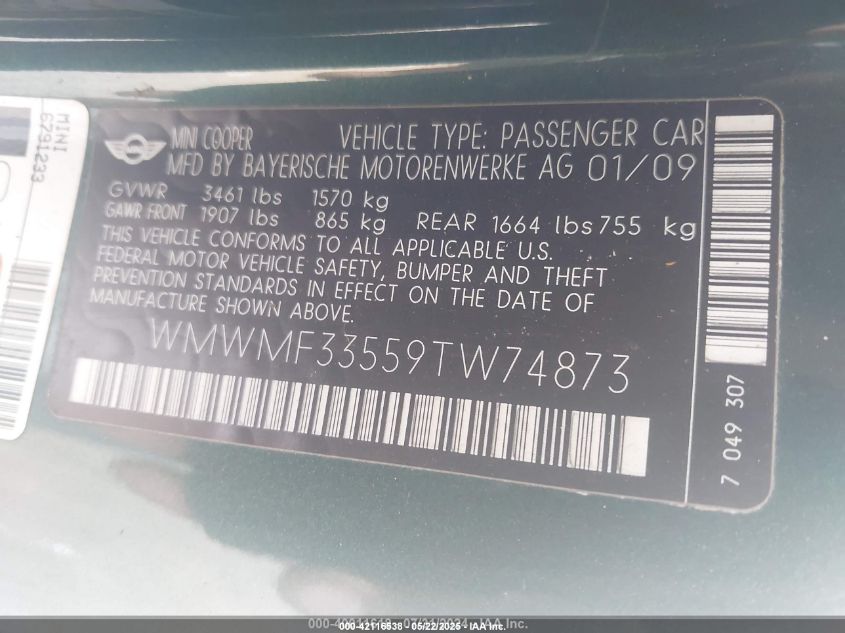 MINI COOPER VEHICLE TYPE: PASSENGER CAR
MFD BY BAYERISCHE MOTORENWERKE AG 01/09
GVWR 3461 lbs 1570 kg
GAWR FRONT 1907 lbs 865 kg REAR 1664 lbs 755 kg
THIS VEHICLE CONFORMS TO ALL APPLICABLE U.S.
FEDERAL MOTOR VEHICLE SAFETY, BUMPER AND THEFT
PREVENTION STANDARDS IN EFFECT ON THE DATE OF
MANUFACTURE SHOWN ABOVE.
WMWMF33559TW74873
7 049 307
MINI
6791233
42116538 - 05/22/2025 - IAA Inc.